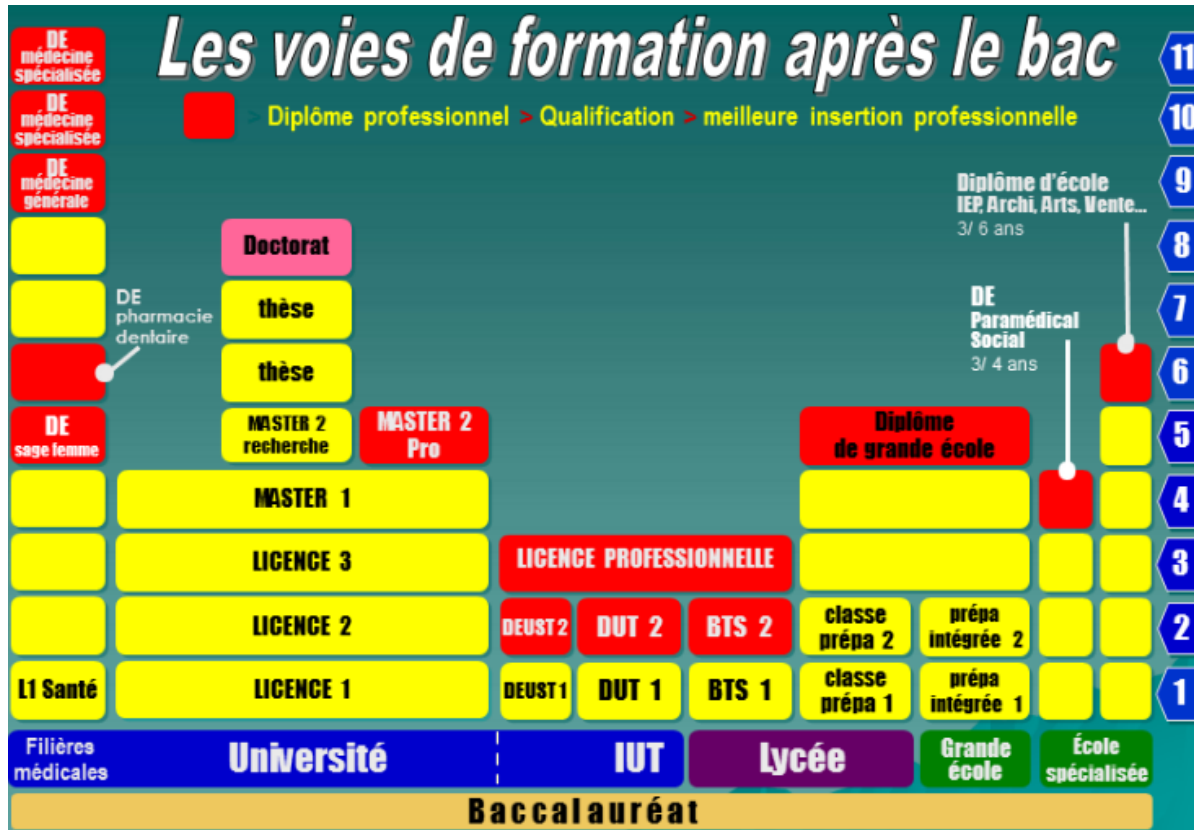 Les voies de formation après le bac
> Diplôme professionnel > Qualification > meilleure insertion professionnelle
DE
médecine
spécialisée
11
DE
médecine
spécialisée
10
DE
médecine
générale
Diplôme d'école
IEP, Archi, Arts, Vente...
3/ 6 ans
9
Doctorat
8
DE
pharmacie
dentaire
thèse
DE
Paramédical
Social
3/ 4 ans
7
thèse
6
DE
sage femme
MASTER 2
recherche
MASTER 2
Pro
Diplôme
de grande école
5
MASTER 1
4
LICENCE 3
LICENCE PROFESSIONNELLE
3
LICENCE 2
DEUST 2
DUT 2
BTS 2
classe
prépa 2
prépa
intégrée 2
2
L1 Santé
LICENCE 1
DEUST 1
DUT 1
BTS 1
classe
prépa 1
prépa
intégrée 1
1
Filières
médicales
Université
IUT
Lycée
Grande
école
École
spécialisée
Baccalauréat